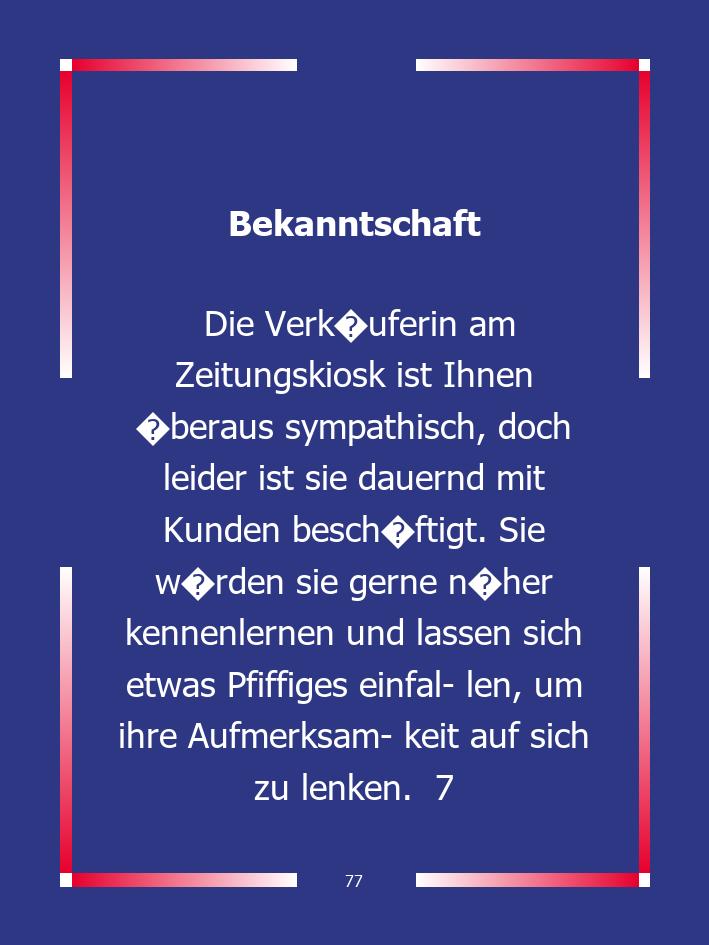 Bekanntschaft
Die Verk�uferin am
Zeitungskiosk ist Ihnen
�beraus sympathisch, doch
leider ist sie dauernd mit
Kunden besch�ftigt. Sie
w�rden sie gerne n�her
kennenlernen und lassen sich
etwas Pfiffiges einfal- len, um
ihre Aufmerksam- keit auf sich
zu lenken.  7
77